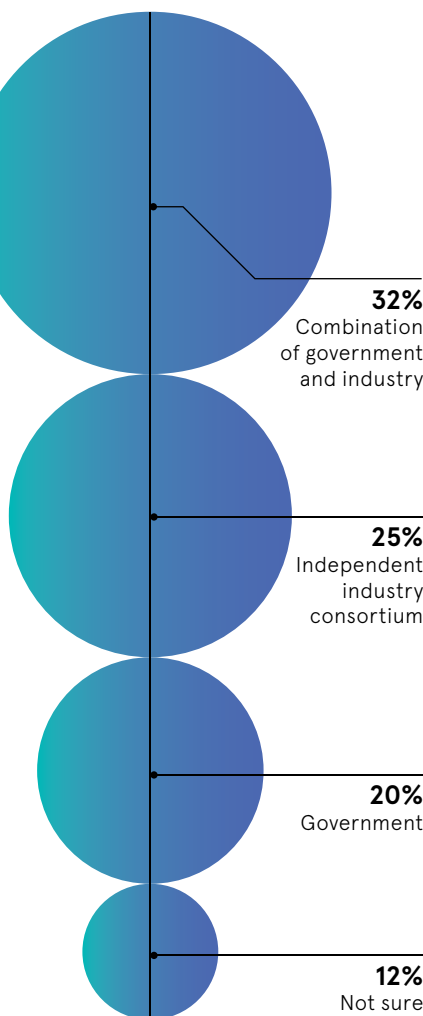 32%
Combination
of government
and industry
25%
Independent
industry
consortium
20%
Government
12%
Not sure